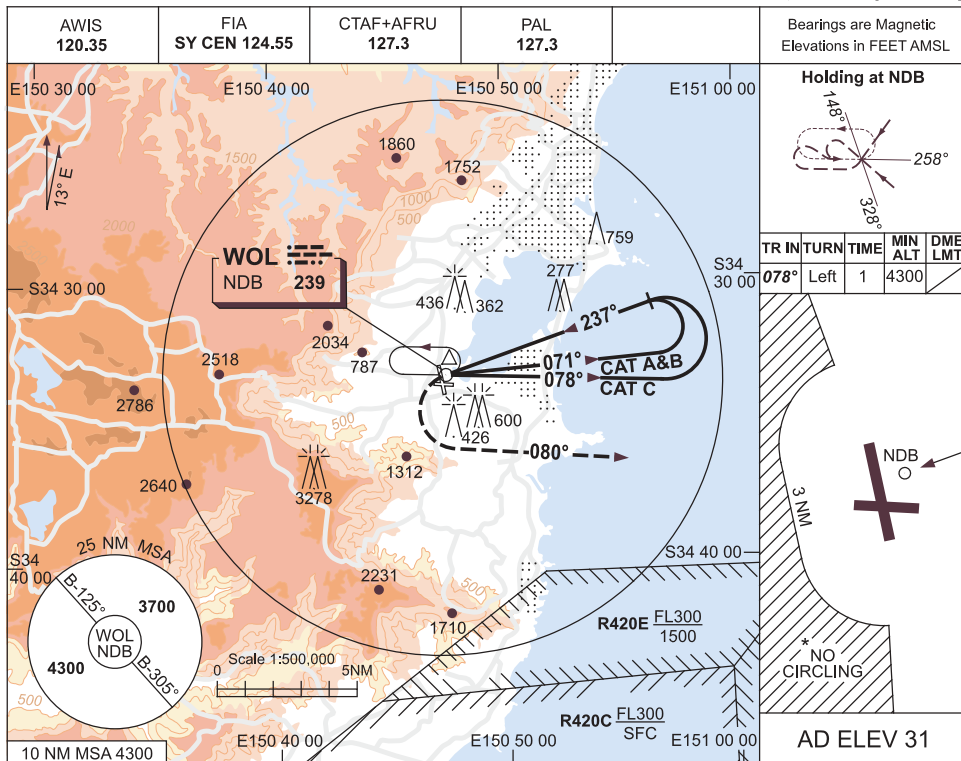 AWIS
120.35
FIA
SY CEN 124.55
CTAF+AFRU
127.3
PAL
127.3
Bearings are Magnetic
Elevations in FEET AMSL
E150 30 00
E150 40 00
E150 50 00
E151 00 00
13° E
1500
2000
1000
500
1860
1752
759
WOL
NDB 239
436
362
277
S34 30 00
S34
30 00
2034
787
2518
2786
237°
071°
CAT A&B
078°
CAT C
600
426
500
1312
080°
3278
2640
S34
40 00
S34 40 00
25 NM MSA
B-125°
3700
WOL
NDB
4300
B-305°
500
2231
1710
500
Scale 1:500,000
0
5NM
R420E FL300
1500
R420C FL300
SFC
E150 40 00
E150 50 00
E151 00 00
10 NM MSA 4300
Holding at NDB
148°
258°
328°
TR IN
TURN
TIME
MIN
ALT
DME
LMT
078°
Left
1
4300
NDB
3 NM
*
NO
CIRCLING
AD ELEV 31